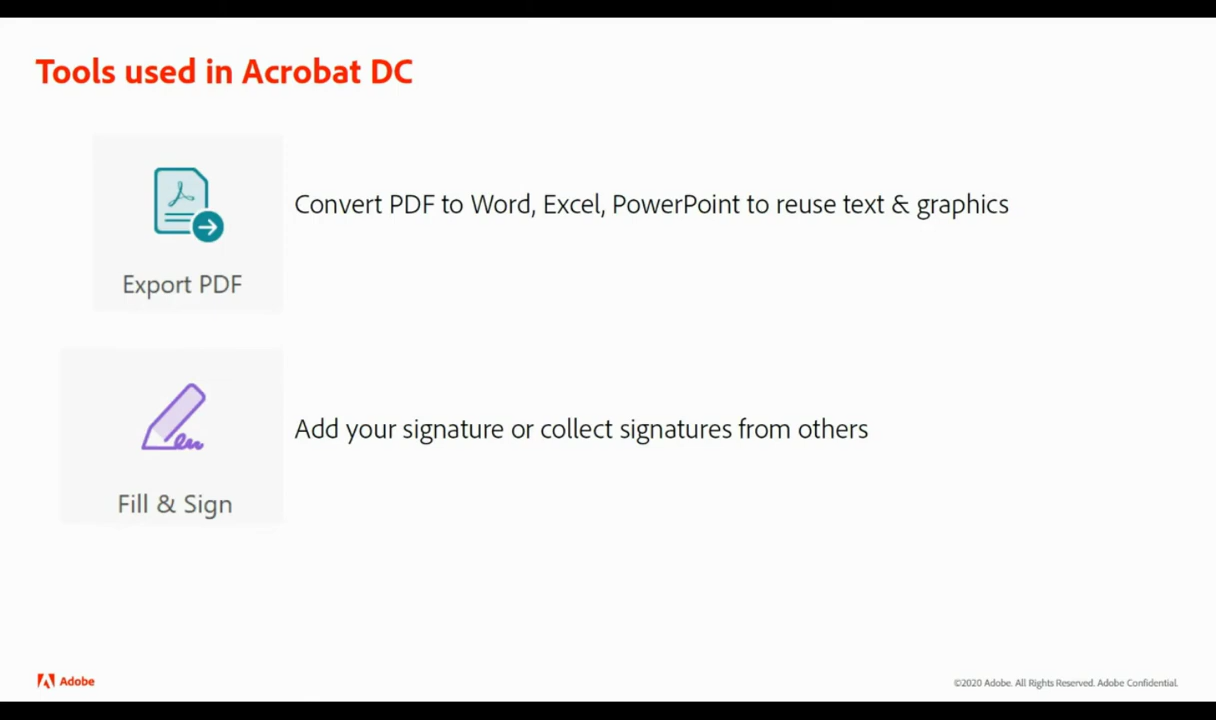 Tools used in Acrobat DC
Convert PDF to Word, Excel, PowerPoint to reuse text & graphics
Export PDF
Add your signature or collect signatures from others
Fill & Sign
Adobe
©2020 Adobe. All Rights Reserved. Adobe Confidential.